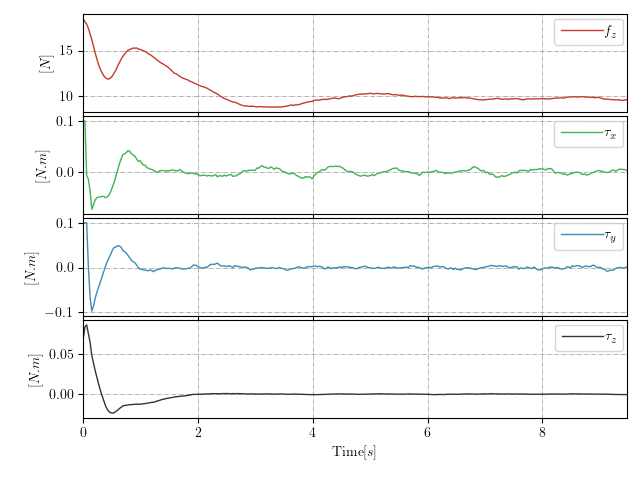 [N]
15
10
f_z
[N.m]
0.1
0.0
τ_x
[N.m]
0.1
0.0
−0.1
τ_y
[N.m]
0.05
0.00
τ_z
0 2 4 6 8
Time[s]